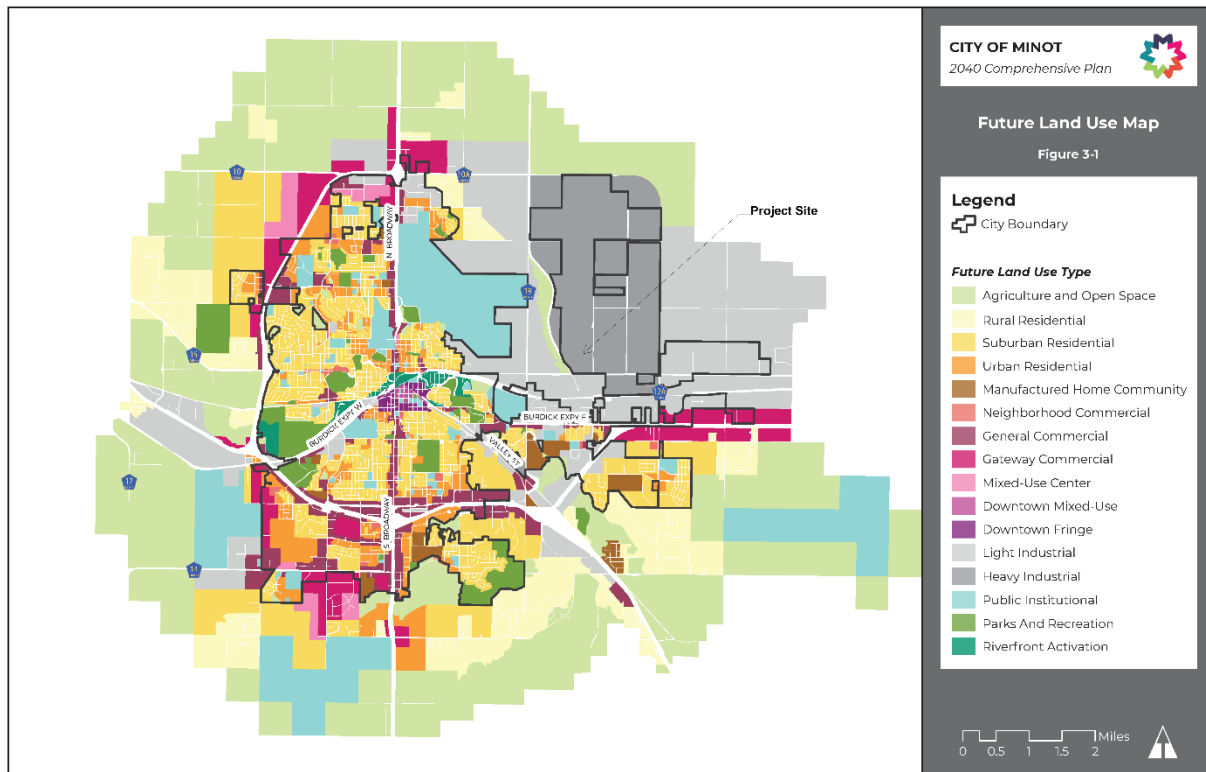 CITY OF MINOT
2040 Comprehensive Plan
Future Land Use Map
Figure 3-1
Legend
City Boundary
Future Land Use Type
Agriculture and Open Space
Rural Residential
Suburban Residential
Urban Residential
Manufactured Home Community
Neighborhood Commercial
General Commercial
Gateway Commercial
Mixed-Use Center
Downtown Mixed-Use
Downtown Fringe
Light Industrial
Heavy Industrial
Public Institutional
Parks And Recreation
Riverfront Activation
Miles
0 0.5 1 1.5 2
10
10A
Project Site
N. BROADWAY
15
12A
BURDICK EXPY W
BURDICK EXPY E
VALLEY ST
17
S. BROADWAY
14